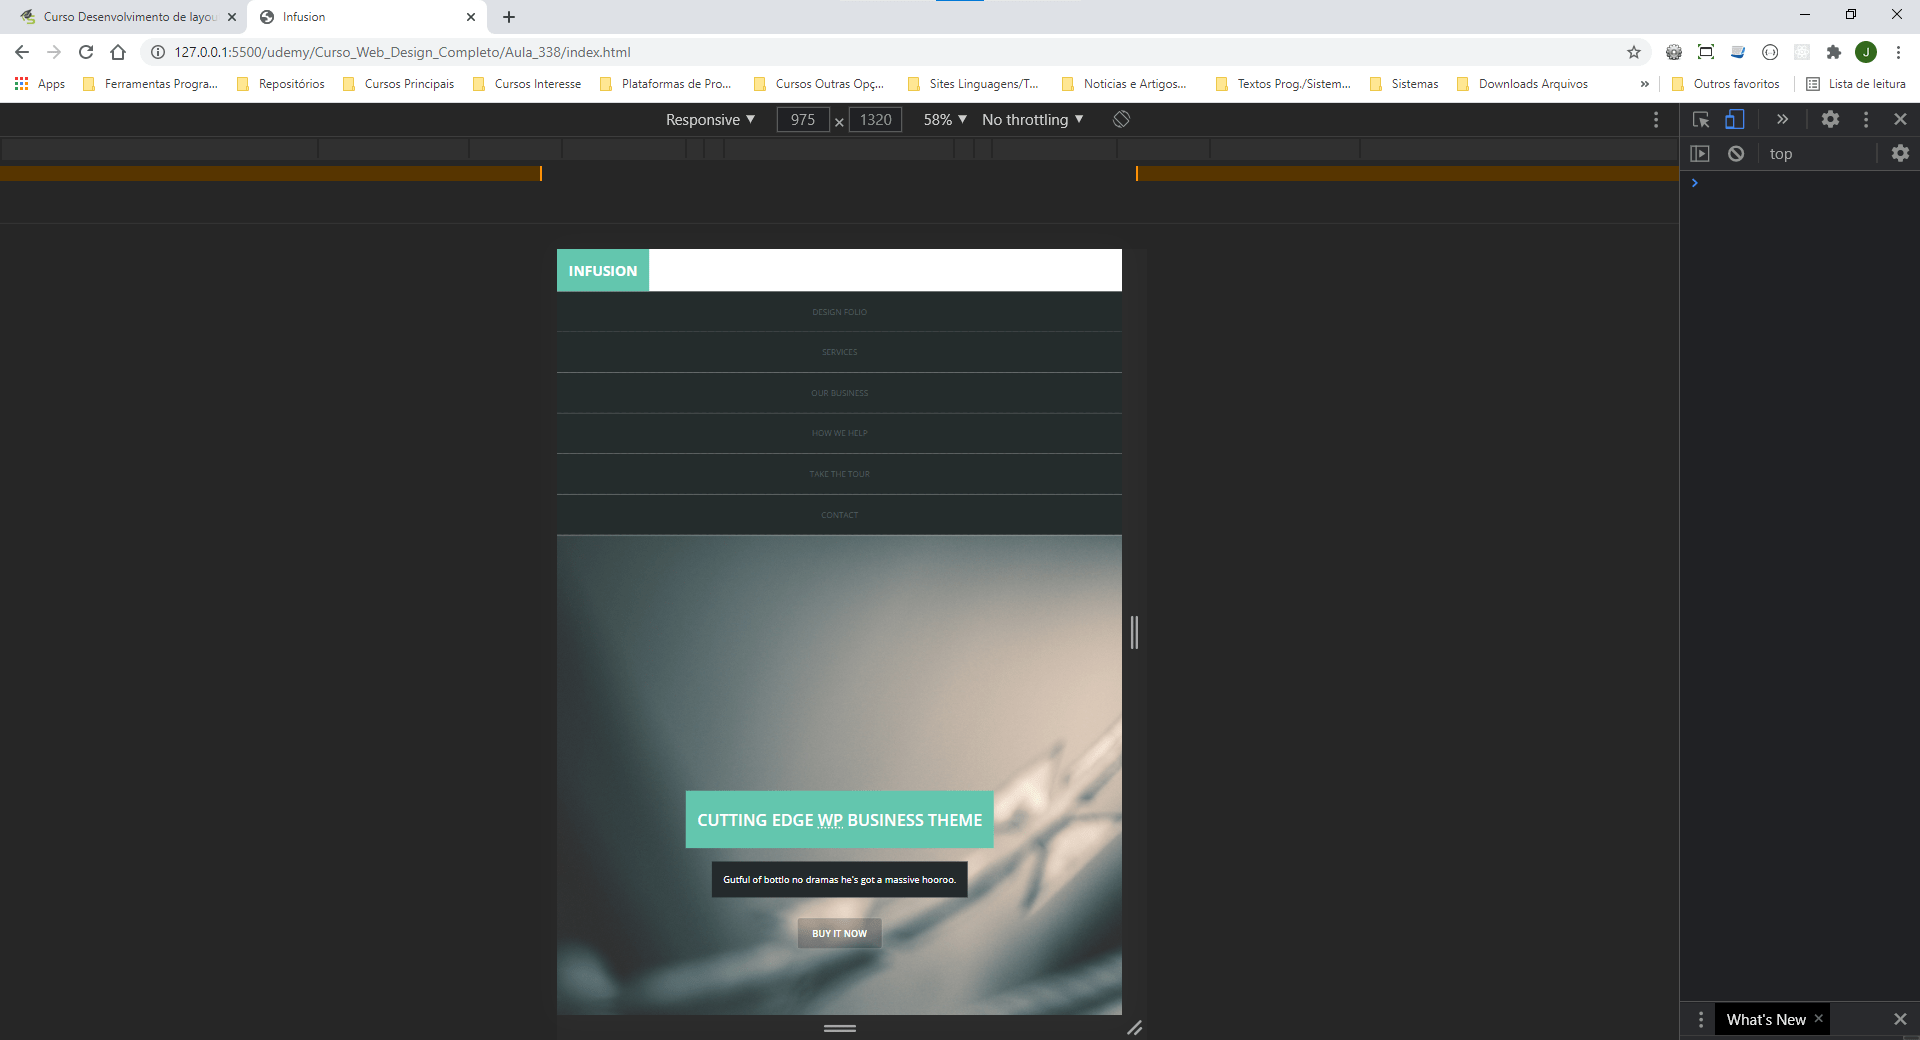 Curso Desenvolvimento de layou
Infusion
127.0.0.1:5500/udemy/Curso_Web_Design_Completo/Aula_338/index.html
J
Apps Ferramentas Progra... Repositórios Cursos Principais Cursos Interesse Plataformas de Pro... Cursos Outras Opç... Sites Linguagens/T... Noticias e Artigos... Textos Prog./Sistem... Sistemas Downloads Arquivos » Outros favoritos Lista de leitura
Responsive 975 × 1320 58% No throttling
top
INFUSION
DESIGN FOLIO
SERVICES
OUR BUSINESS
HOW WE HELP
TAKE THE TOUR
CONTACT
CUTTING EDGE WP BUSINESS THEME
Gutful of bottlo no dramas he's got a massive hooroo.
BUY IT NOW
What's New